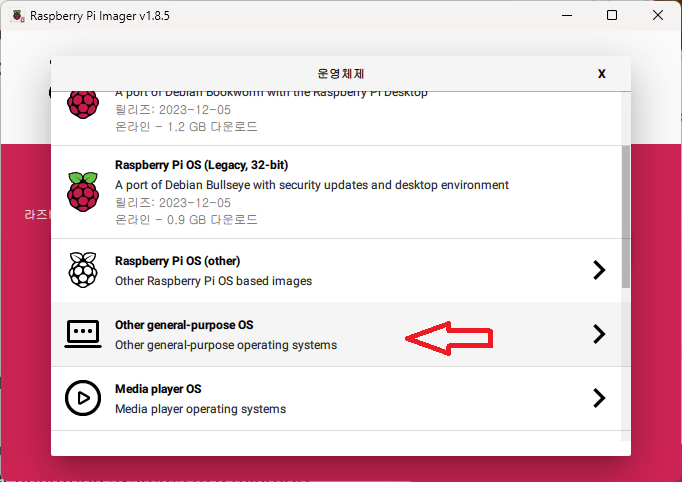 Raspberry Pi Imager v1.8.5
운영체제
X
A port of Debian Bookworm with the Raspberry Pi Desktop
릴리즈: 2023-12-05
온라인 - 1.2 GB 다운로드
Raspberry Pi OS (Legacy, 32-bit)
A port of Debian Bullseye with security updates and desktop environment
릴리즈: 2023-12-05
온라인 - 0.9 GB 다운로드
Raspberry Pi OS (other)
Other Raspberry Pi OS based images
Other general-purpose OS
Other general-purpose operating systems
Media player OS
Media player operating systems